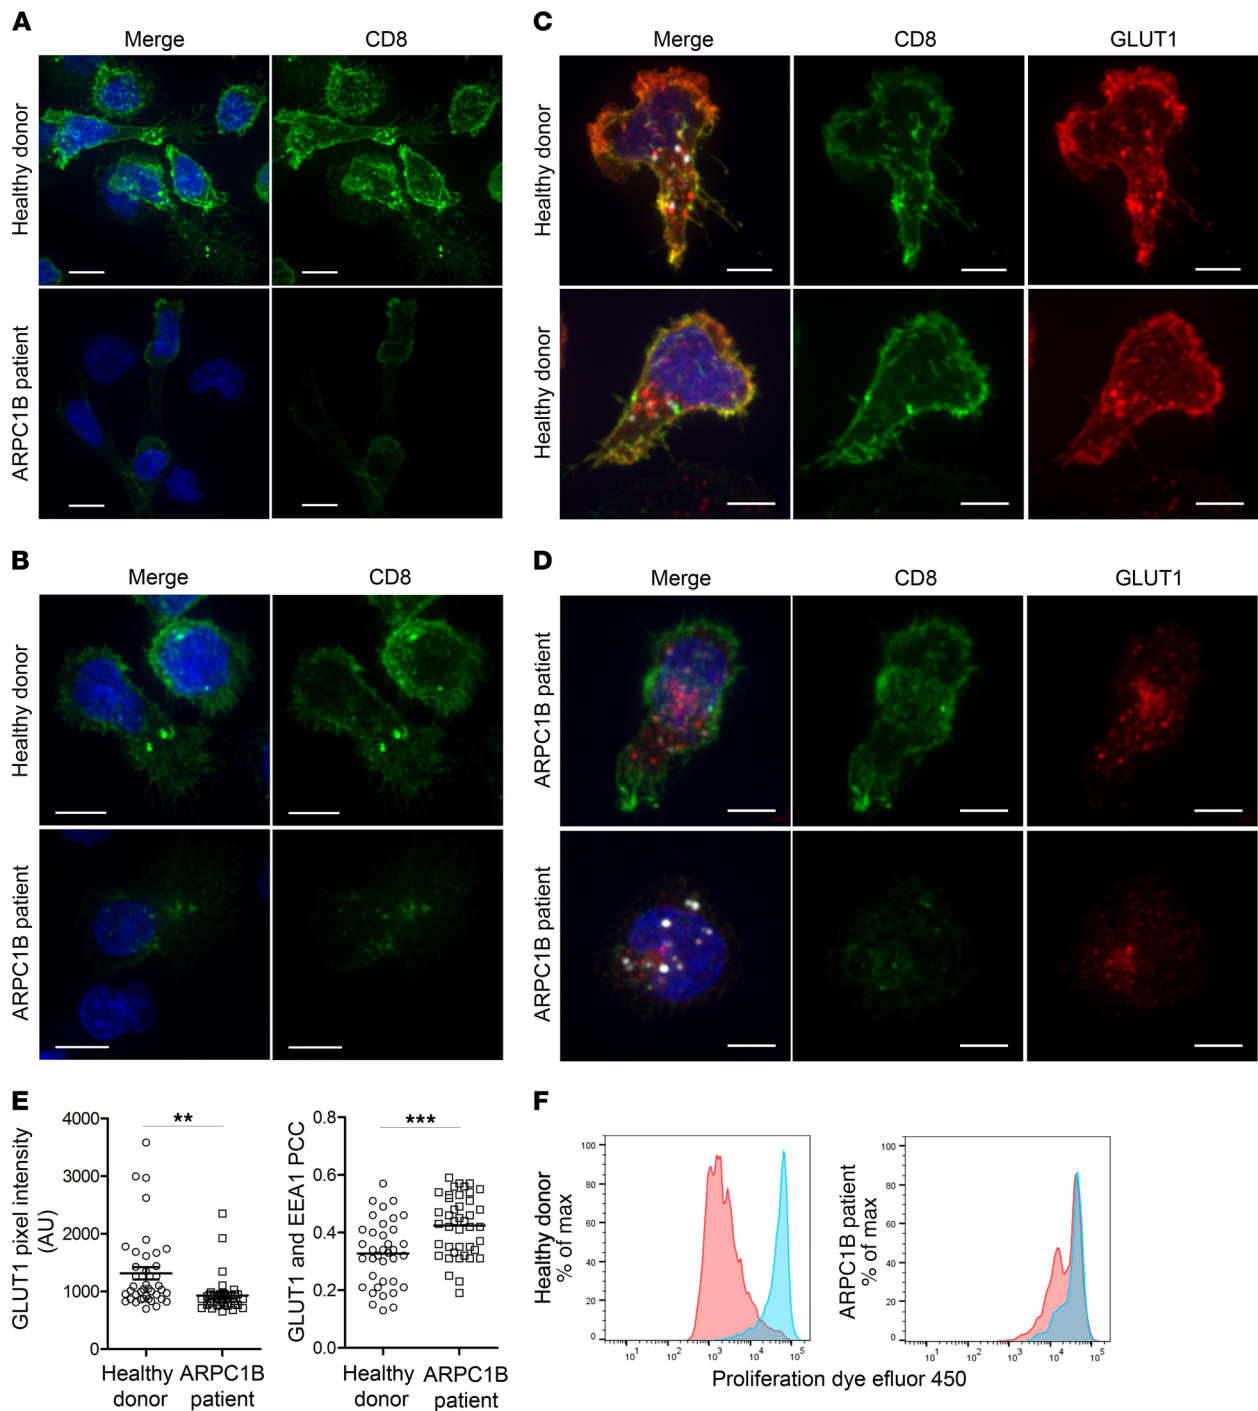 A
Merge
CD8
Healthy donor
ARPC1B patient
C
Merge
CD8
GLUT1
Healthy donor
Healthy donor
B
Merge
CD8
Healthy donor
ARPC1B patient
D
Merge
CD8
GLUT1
ARPC1B patient
ARPC1B patient
E
GLUT1 pixel intensity
(AU)
4000
3000
2000
1000
0
**
Healthy
donor
ARPC1B
patient
GLUT1 and EEA1 PCC
0.8
0.6
0.4
0.2
0.0
***
Healthy
donor
ARPC1B
patient
F
Healthy donor
% of max
100
80
60
40
20
0
10¹
10²
10³
10⁴
10⁵
ARPC1B patient
% of max
100
80
60
40
20
0
10¹
10²
10³
10⁴
10⁵
Proliferation dye efluor 450